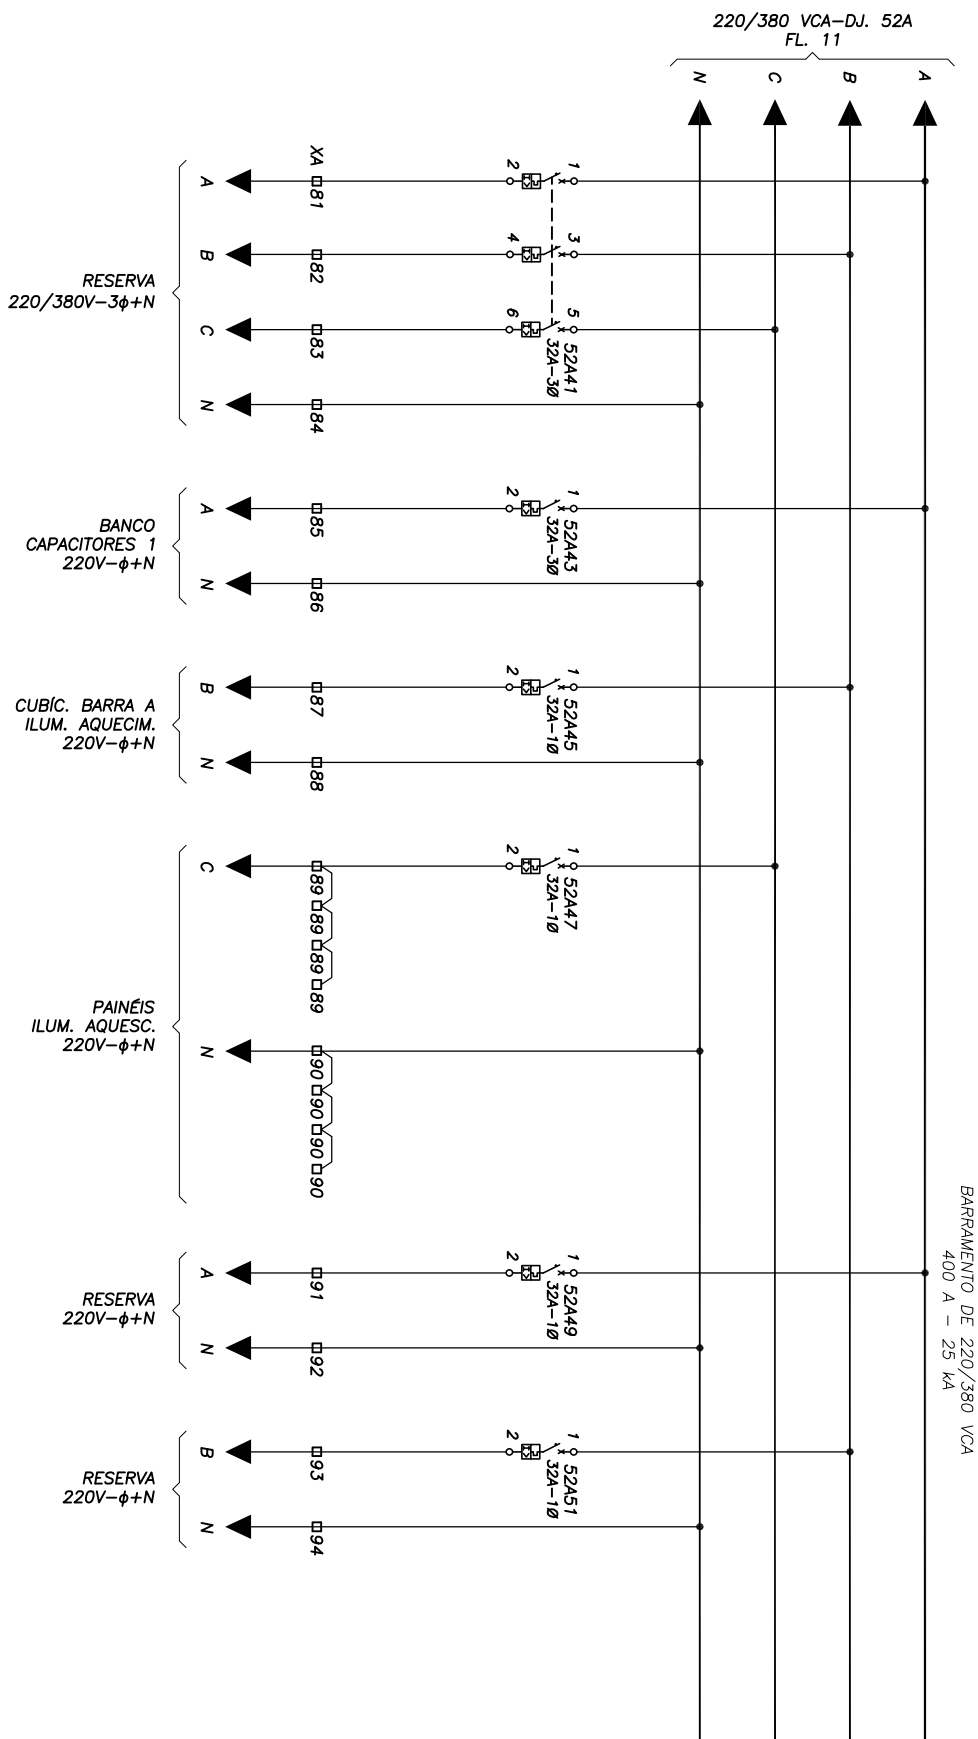 220/380 VCA-DJ. 52A
FL. 11
N
C
B
A
XA
A
81
2
1
B
82
4
3
C
83
6
5
52A41
32A-3Ø
N
84
RESERVA
220/380V-3ϕ+N
A
85
2
1
52A43
32A-3Ø
N
86
BANCO
CAPACITORES 1
220V-ϕ+N
B
87
2
1
52A45
32A-1Ø
N
88
CUBÍC. BARRA A
ILUM. AQUECIM.
220V-ϕ+N
C
89
89
89
89
2
1
52A47
32A-1Ø
N
90
90
90
90
PAINÉIS
ILUM. AQUESC.
220V-ϕ+N
BARRAMENTO DE 220/380 VCA
400 A - 25 kA
A
91
2
1
52A49
32A-1Ø
N
92
RESERVA
220V-ϕ+N
B
93
2
1
52A51
32A-1Ø
N
94
RESERVA
220V-ϕ+N